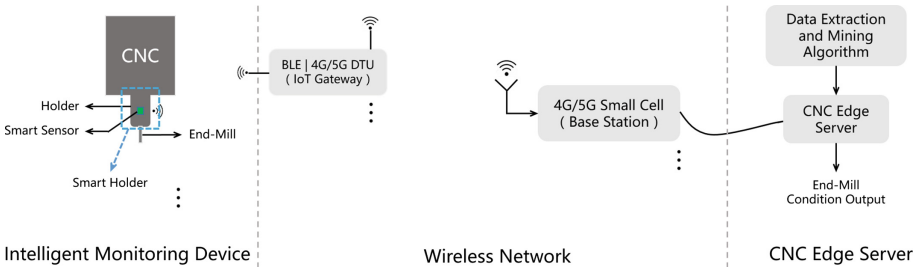 CNC
Holder
Smart Sensor
End-Mill
Smart Holder
Intelligent Monitoring Device
BLE | 4G/5G DTU
( IoT Gateway )
4G/5G Small Cell
( Base Station )
Wireless Network
Data Extraction
and Mining
Algorithm
CNC Edge
Server
End-Mill
Condition Output
CNC Edge Server